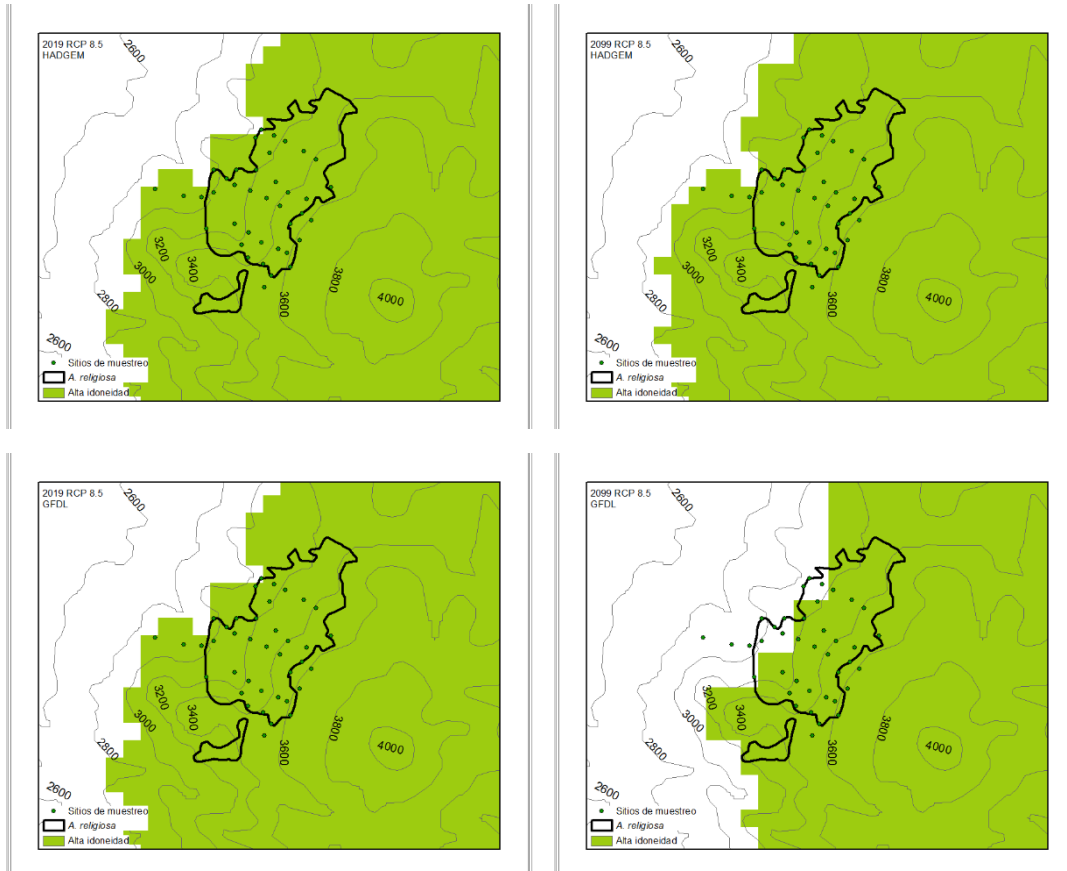 2019 RCP 8.5
HADGEM
2600
3200
3000
3400
2800
3800
4000
3600
2600
Sitios de muestreo
A. religiosa
Alta idoneidad
2099 RCP 8.5
HADGEM
2600
3200
3000
3400
2800
3800
4000
3600
2600
Sitios de muestreo
A. religiosa
Alta idoneidad
2019 RCP 8.5
GFDL
2600
3200
3000
3400
2800
3800
4000
3600
2600
Sitios de muestreo
A. religiosa
Alta idoneidad
2099 RCP 8.5
GFDL
2600
3200
3000
3400
2800
3800
4000
3600
2600
Sitios de muestreo
A. religiosa
Alta idoneidad